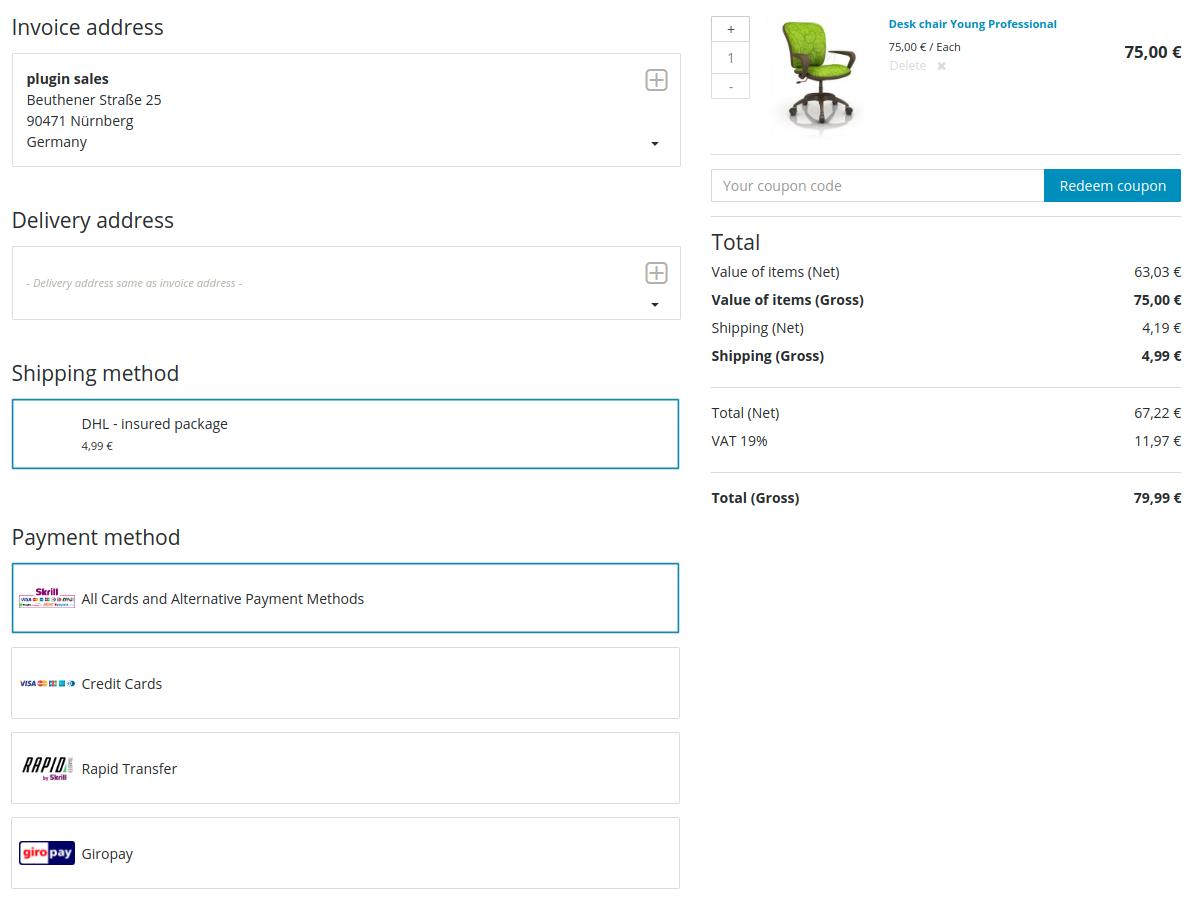 Invoice address
plugin sales
Beuthener Straße 25
90471 Nürnberg
Germany
Delivery address
- Delivery address same as invoice address -
Shipping method
DHL - insured package
4,99 €
Payment method
Skrill
VISA
All Cards and Alternative Payment Methods
VISA
Credit Cards
RAPID
by Skrill
Rapid Transfer
giropay
Giropay
+
1
-
Desk chair Young Professional
75,00 € / Each
Delete ✖
75,00 €
Your coupon code
Redeem coupon
Total
Value of items (Net) 63,03 €
Value of items (Gross) 75,00 €
Shipping (Net) 4,19 €
Shipping (Gross) 4,99 €
Total (Net) 67,22 €
VAT 19% 11,97 €
Total (Gross) 79,99 €